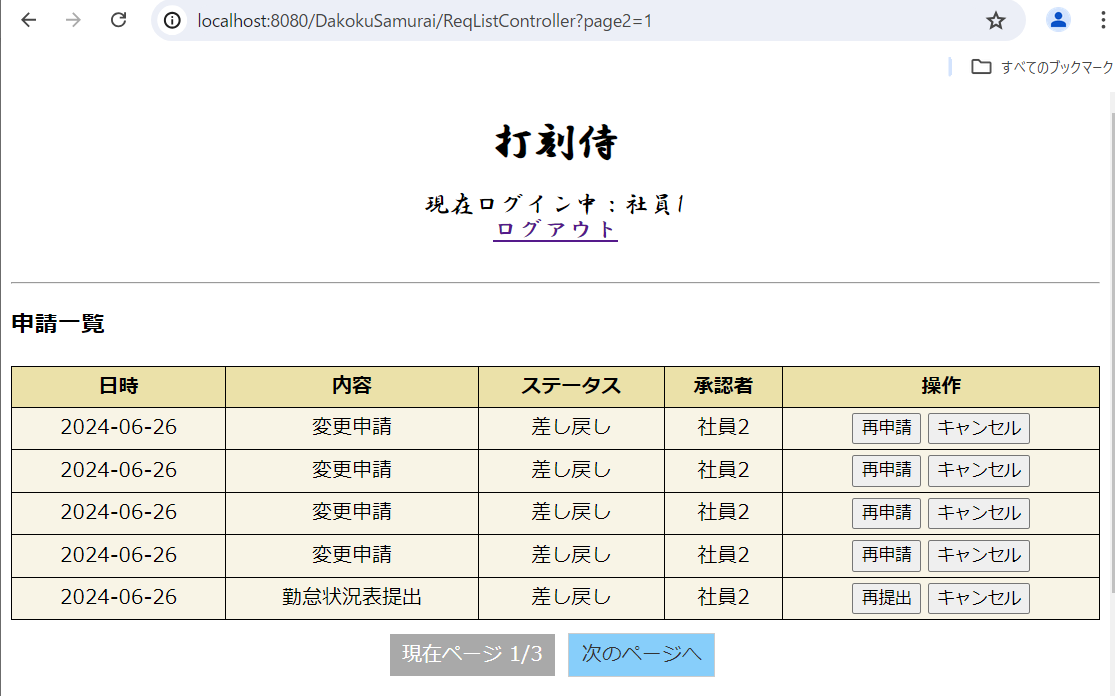 localhost:8080/DakokuSamurai/ReqListController?page2=1
すべてのブックマーク
打刻侍
現在ログイン中：社員1
ログアウト
申請一覧
日時 内容 ステータス 承認者 操作
2024-06-26 変更申請 差し戻し 社員2 再申請 キャンセル
2024-06-26 変更申請 差し戻し 社員2 再申請 キャンセル
2024-06-26 変更申請 差し戻し 社員2 再申請 キャンセル
2024-06-26 変更申請 差し戻し 社員2 再申請 キャンセル
2024-06-26 勤怠状況表提出 差し戻し 社員2 再提出 キャンセル
現在ページ 1/3 次のページへ